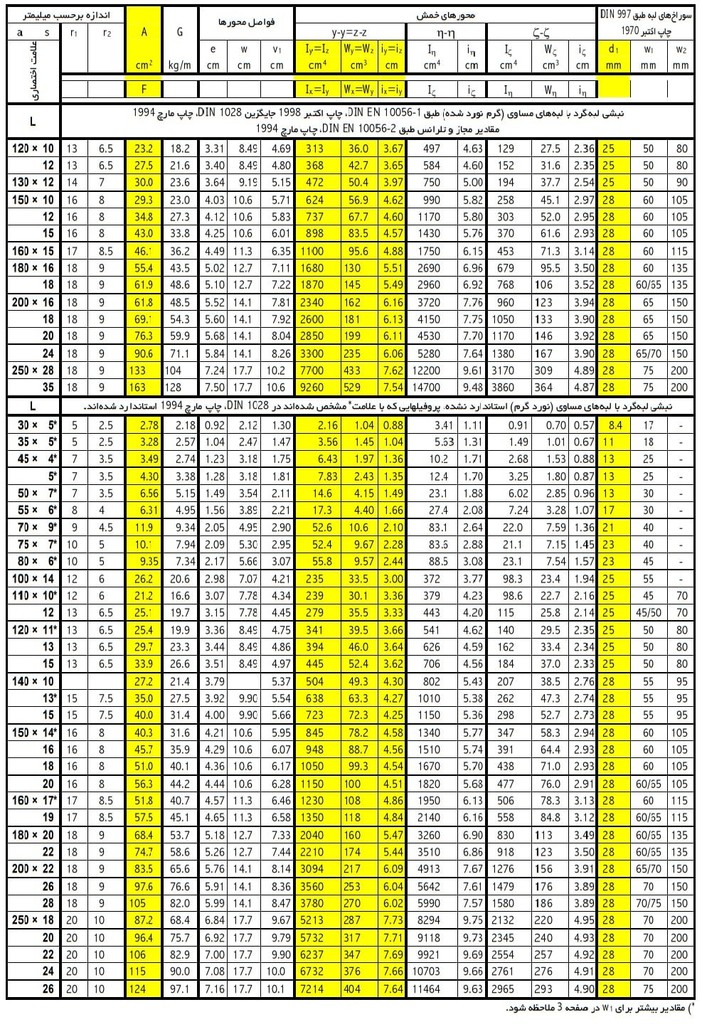 اندازه برحسب میلیمتر A G فواصل محورها محورهای خمش سوراخ‌های لبه طبق DIN 997 چاپ اکتبر 1970
y-y=z-z η-η ζ-ζ
علامت اختصاری a s r₁ r₂ e w v₁ Iy=Iz Wy=Wz iy=iz Iη iη Iζ Wζ iζ d₁ w₁ w₂
cm² kg/m cm cm cm cm⁴ cm³ cm cm⁴ cm cm⁴ cm³ cm mm mm mm
F Ix=Iy Wx=Wy ix=iy Iζ iζ Iη Wη iη
L نبشی لبه‌گرد با لبه‌های مساوی (گرم نورد شده) طبق DIN EN 10056-1، چاپ اکتبر 1998 جایگزین DIN 1028، چاپ مارچ 1994
مقادیر مجاز و تلرانس طبق DIN EN 10056-2، چاپ مارچ 1994
120 × 10 13 6.5 23.2 18.2 3.31 8.49 4.69 313 36.0 3.67 497 4.63 129 27.5 2.36 25 50 80
12 13 6.5 27.5 21.6 3.40 8.49 4.80 368 42.7 3.65 584 4.60 152 31.6 2.35 25 50 80
130 × 12 14 7 30.0 23.6 3.64 9.19 5.15 472 50.4 3.97 750 5.00 194 37.7 2.54 25 50 90
150 × 10 16 8 29.3 23.0 4.03 10.6 5.71 624 56.9 4.62 990 5.82 258 45.1 2.97 28 60 105
12 16 8 34.8 27.3 4.12 10.6 5.83 737 67.7 4.60 1170 5.80 303 52.0 2.95 28 60 105
15 16 8 43.0 33.8 4.25 10.6 6.01 898 83.5 4.57 1430 5.76 370 61.6 2.93 28 60 105
160 × 15 17 8.5 46.1 36.2 4.49 11.3 6.35 1100 95.6 4.88 1750 6.15 453 71.3 3.14 28 60 115
180 × 16 18 9 55.4 43.5 5.02 12.7 7.11 1680 130 5.51 2690 6.96 679 95.5 3.50 28 60 135
18 18 9 61.9 48.6 5.10 12.7 7.22 1870 145 5.49 2960 6.92 768 106 3.52 28 60/65 135
200 × 16 18 9 61.8 48.5 5.52 14.1 7.81 2340 162 6.16 3720 7.76 960 123 3.94 28 65 150
18 18 9 69.1 54.3 5.60 14.1 7.92 2600 181 6.13 4150 7.75 1050 133 3.90 28 65 150
20 18 9 76.3 59.9 5.68 14.1 8.04 2850 199 6.11 4530 7.70 1170 146 3.92 28 65 150
24 18 9 90.6 71.1 5.84 14.1 8.26 3300 235 6.06 5280 7.64 1380 167 3.90 28 65/70 150
250 × 28 18 9 133 104 7.24 17.7 10.2 7700 433 7.62 12200 9.61 3170 309 4.89 28 75 200
35 18 9 163 128 7.50 17.7 10.6 9260 529 7.54 14700 9.48 3860 364 4.87 28 75 200
L نبشی لبه‌گرد با لبه‌های مساوی (نورد گرم) استاندارد نشده. پروفیلهایی که با علامت* مشخص شده‌اند در DIN 1028، چاپ مارچ 1994 استاندارد شده‌اند.
30 × 5* 5 2.5 2.78 2.18 0.92 2.12 1.30 2.16 1.04 0.88 3.41 1.11 0.91 0.70 0.57 8.4 17 -
35 × 5* 5 2.5 3.28 2.57 1.04 2.47 1.47 3.56 1.45 1.04 5.63 1.31 1.49 1.01 0.67 11 18 -
45 × 4* 7 3.5 3.49 2.74 1.23 3.18 1.75 6.43 1.97 1.36 10.2 1.71 2.68 1.53 0.88 13 25 -
5* 7 3.5 4.30 3.38 1.28 3.18 1.81 7.83 2.43 1.35 12.4 1.70 3.25 1.80 0.87 13 25 -
50 × 7* 7 3.5 6.56 5.15 1.49 3.54 2.11 14.6 4.15 1.49 23.1 1.88 6.02 2.85 0.96 13 30 -
55 × 6* 8 4 6.31 4.95 1.56 3.89 2.21 17.3 4.40 1.66 27.4 2.08 7.24 3.28 1.07 17 30 -
70 × 9* 9 4.5 11.9 9.34 2.05 4.95 2.90 52.6 10.6 2.10 83.1 2.64 22.0 7.59 1.36 21 40 -
75 × 7* 10 5 10.1 7.94 2.09 5.30 2.95 52.4 9.67 2.28 83.6 2.88 21.1 7.15 1.45 23 40 -
80 × 6* 10 5 9.35 7.34 2.17 5.66 3.07 55.8 9.57 2.44 88.5 3.08 23.1 7.54 1.57 23 45 -
100 × 14 12 6 26.2 20.6 2.98 7.07 4.21 235 33.5 3.00 372 3.77 98.3 23.4 1.94 25 55 -
110 × 10* 12 6 21.2 16.6 3.07 7.78 4.34 239 30.1 3.36 379 4.23 98.6 22.7 2.16 25 45 70
12 13 6.5 25.1 19.7 3.15 7.78 4.45 279 35.5 3.33 443 4.20 115 25.8 2.14 25 45/50 70
120 × 11* 13 6.5 25.4 19.9 3.36 8.49 4.75 341 39.5 3.66 541 4.62 140 29.5 2.35 25 50 80
13 13 6.5 29.7 23.3 3.44 8.49 4.86 394 46.0 3.64 626 4.59 162 33.4 2.34 25 50 80
15 13 6.5 33.9 26.6 3.51 8.49 4.97 445 52.4 3.62 706 4.56 184 37.0 2.33 25 50 80
140 × 10 27.2 21.4 3.79 5.37 504 49.3 4.30 802 5.43 207 38.5 2.76 28 55 95
13* 15 7.5 35.0 27.5 3.92 9.90 5.54 638 63.3 4.27 1010 5.38 262 47.3 2.74 28 55 95
15 15 7.5 40.0 31.4 4.00 9.90 5.66 723 72.3 4.25 1150 5.36 298 52.7 2.73 28 55 95
150 × 14* 16 8 40.3 31.6 4.21 10.6 5.95 845 78.2 4.58 1340 5.77 347 58.3 2.94 28 60 105
16 16 8 45.7 35.9 4.29 10.6 6.07 948 88.7 4.56 1510 5.74 391 64.4 2.93 28 60 105
18 16 8 51.0 40.1 4.36 10.6 6.17 1050 99.3 4.54 1670 5.70 438 71.0 2.93 28 60 105
20 16 8 56.3 44.2 4.44 10.6 6.28 1150 100 4.51 1820 5.68 477 76.0 2.91 28 60/65 105
160 × 17* 17 8.5 51.8 40.7 4.57 11.3 6.46 1230 108 4.86 1950 6.13 506 78.3 3.13 28 60 115
19 17 8.5 57.5 45.1 4.65 11.3 6.58 1350 118 4.84 2140 6.16 558 84.8 3.12 28 60/65 115
180 × 20 18 9 68.4 53.7 5.18 12.7 7.33 2040 160 5.47 3260 6.90 830 113 3.49 28 60/65 135
22 18 9 74.7 58.6 5.26 12.7 7.44 2210 174 5.44 3510 6.86 918 123 3.50 28 60/65 135
200 × 22 18 9 83.5 65.6 5.76 14.1 8.14 3094 217 6.09 4913 7.67 1276 156 3.91 28 65/70 150
26 18 9 97.6 76.6 5.91 14.1 8.36 3560 253 6.04 5642 7.61 1479 176 3.89 28 70 150
28 18 9 105 82.0 5.99 14.1 8.47 3780 270 6.02 5990 7.57 1580 186 3.89 28 70/75 150
250 × 18 20 10 87.2 68.4 6.84 17.7 9.67 5213 287 7.73 8294 9.75 2132 220 4.95 28 70 200
20 20 10 96.4 75.7 6.92 17.7 9.79 5732 317 7.71 9118 9.73 2345 240 4.93 28 70 200
22 20 10 106 82.9 7.00 17.7 9.90 6237 347 7.69 9921 9.69 2554 257 4.92 28 70 200
24 20 10 115 90.0 7.08 17.7 10.0 6732 376 7.66 10703 9.66 2761 276 4.91 28 70 200
26 20 10 124 97.1 7.16 17.7 10.1 7214 404 7.64 11464 9.63 2965 293 4.90 28 75 200
*) مقادیر بیشتر برای w₁ در صفحه 3 ملاحظه شود.